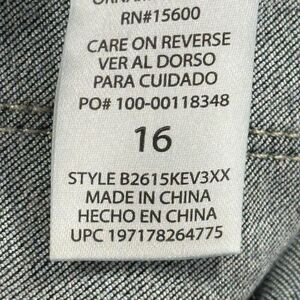 RN#15600
CARE ON REVERSE
VER AL DORSO
PARA CUIDADO
PO# 100-00118348
16
STYLE B2615KEV3XX
MADE IN CHINA
HECHO EN CHINA
UPC 197178264775